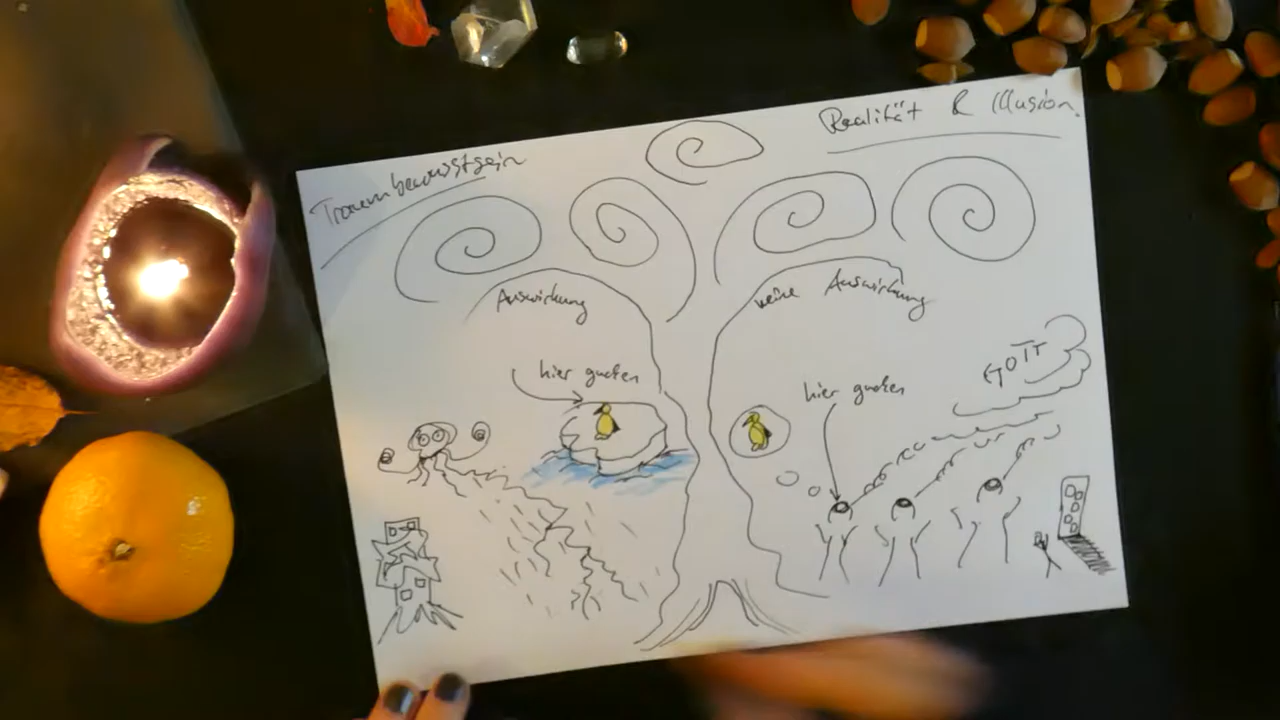 Traumbewusstsein
Realität & Illusion.
Auswirkung
keine Auswirkung
hier gucken
hier gucken
GOTT